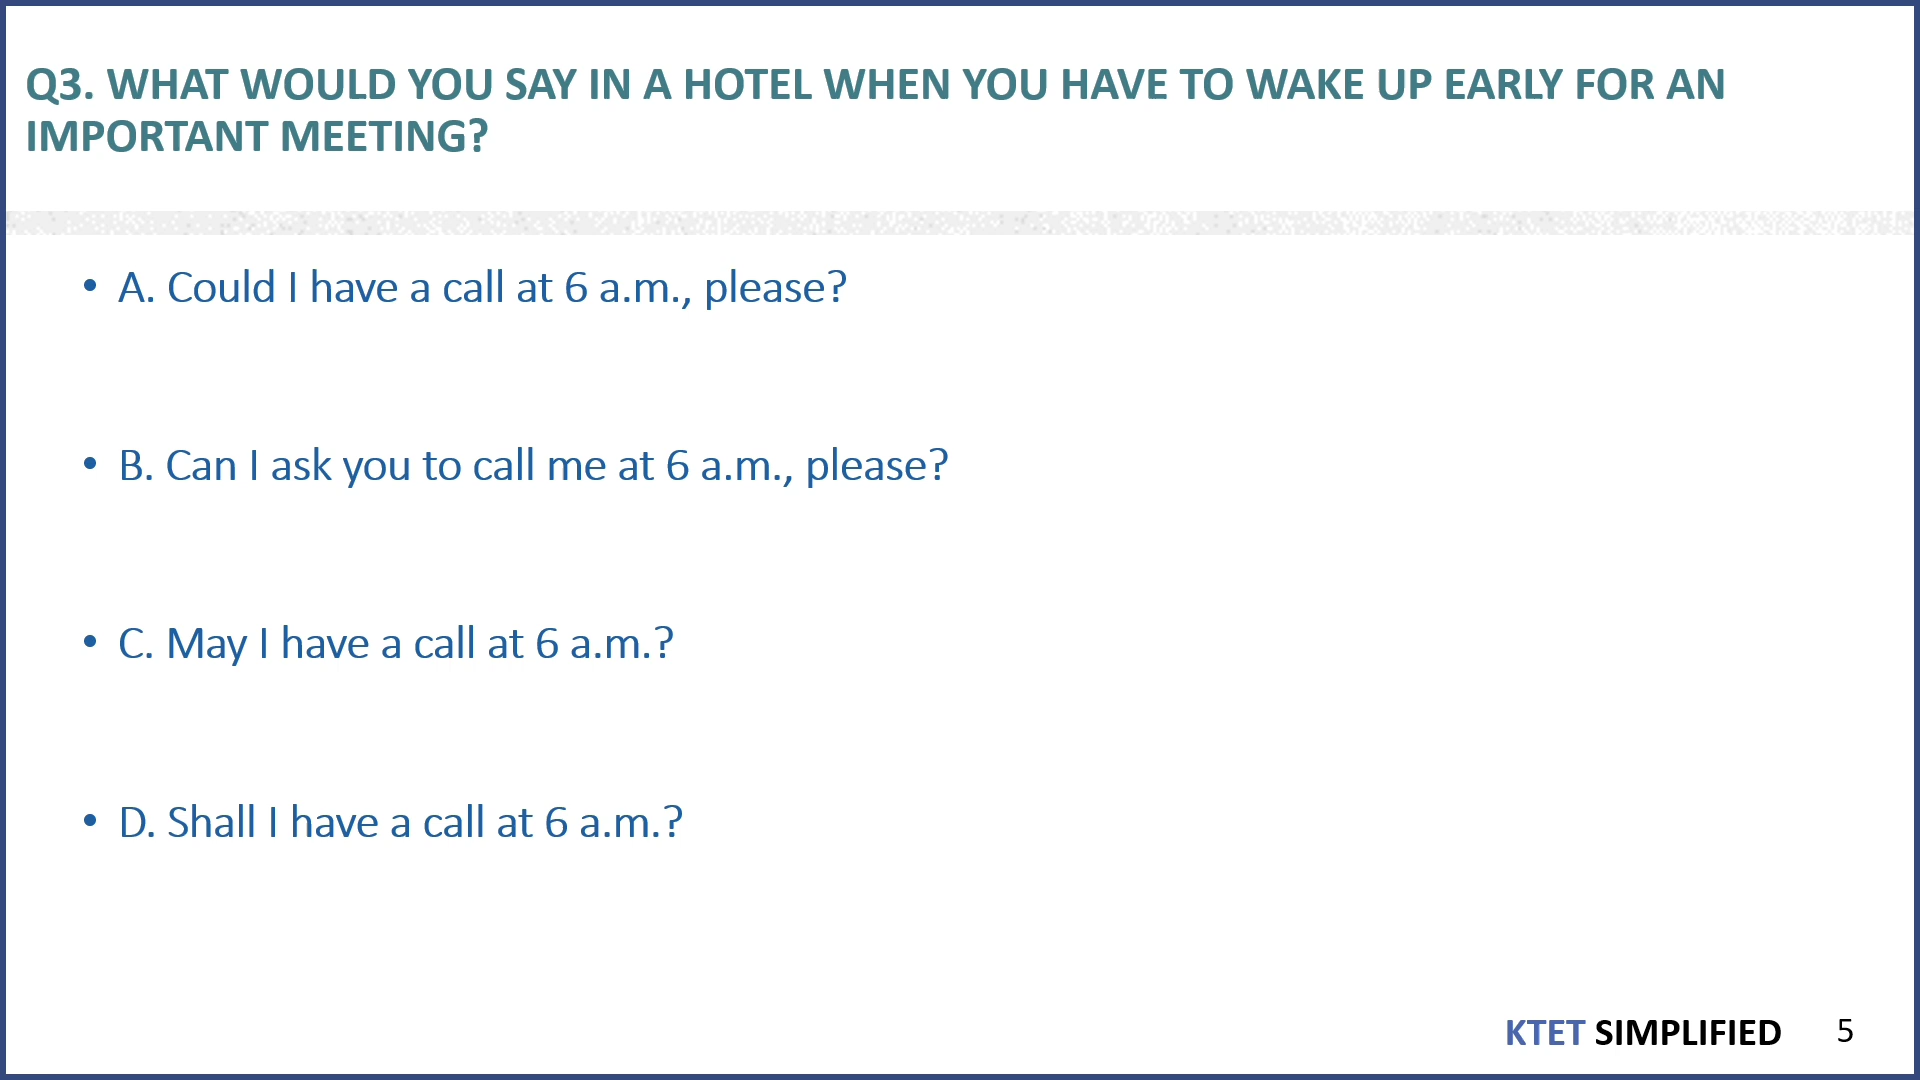 Q3. WHAT WOULD YOU SAY IN A HOTEL WHEN YOU HAVE TO WAKE UP EARLY FOR AN
IMPORTANT MEETING?
• A. Could I have a call at 6 a.m., please?
• B. Can I ask you to call me at 6 a.m., please?
• C. May I have a call at 6 a.m.?
• D. Shall I have a call at 6 a.m.?
KTET SIMPLIFIED 5